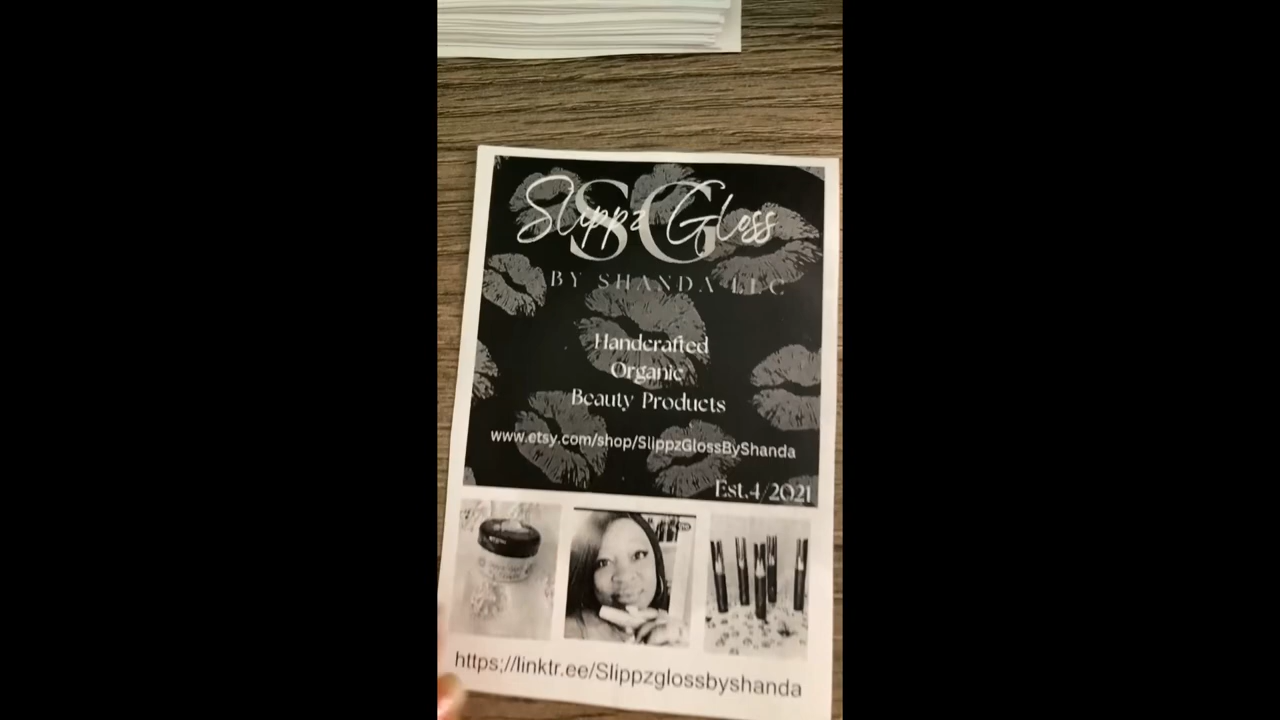 SG
Slippz Gloss
BY SHANDA LLC
Handcrafted
Organic
Beauty Products
www.etsy.com/shop/SlippzGlossByShanda
Est.4/2021
https://linktr.ee/Slippzglossbyshanda